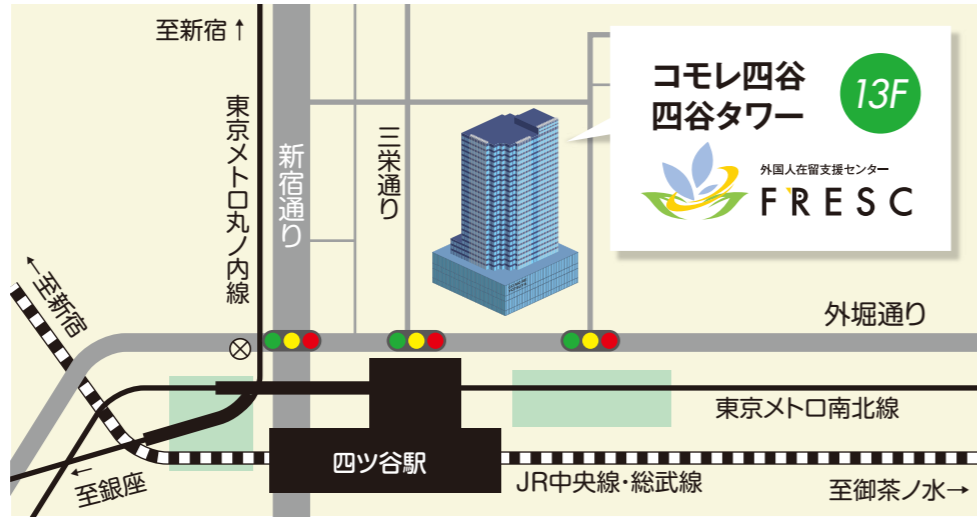 至新宿↑
東京メトロ丸ノ内線
新宿通り
三栄通り
コモレ四谷
四谷タワー
13F
外国人在留支援センター
FRESC
←至新宿
外堀通り
東京メトロ南北線
四ツ谷駅
←
至銀座
JR中央線・総武線
至御茶ノ水→